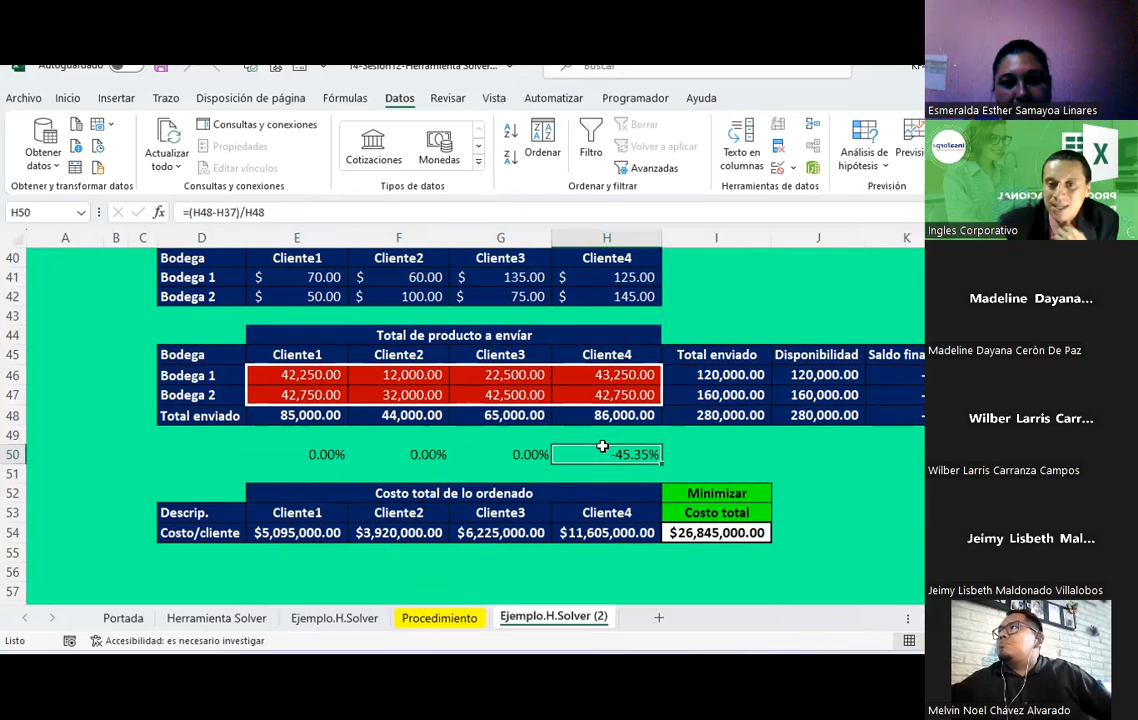 Autoguardado
14-Sesión12-Herramienta Solver...
Buscar
Archivo Inicio Insertar Trazo Disposición de página Fórmulas Datos Revisar Vista Automatizar Programador Ayuda
Obtener datos
Actualizar todo
Consultas y conexiones
Propiedades
Editar vínculos
Cotizaciones
Monedas
Ordenar
Filtro
Borrar
Volver a aplicar
Avanzadas
Texto en columnas
Análisis de hipótesis
Previsi
Obtener y transformar datos Consultas y conexiones Tipos de datos Ordenar y filtrar Herramientas de datos Previsión
H50 fx =(H48-H37)/H48
A B C D E F G H I J K
40 Bodega Cliente1 Cliente2 Cliente3 Cliente4
41 Bodega 1 $ 70.00 $ 60.00 $ 135.00 $ 125.00
42 Bodega 2 $ 50.00 $ 100.00 $ 75.00 $ 145.00
43
44 Total de producto a envíar
45 Bodega Cliente1 Cliente2 Cliente3 Cliente4 Total enviado Disponibilidad Saldo fina
46 Bodega 1 42,250.00 12,000.00 22,500.00 43,250.00 120,000.00 120,000.00 -
47 Bodega 2 42,750.00 32,000.00 42,500.00 42,750.00 160,000.00 160,000.00 -
48 Total enviado 85,000.00 44,000.00 65,000.00 86,000.00 280,000.00 280,000.00 -
49
50 0.00% 0.00% 0.00% -45.35%
51
52 Costo total de lo ordenado Minimizar
53 Descrip. Cliente1 Cliente2 Cliente3 Cliente4 Costo total
54 Costo/cliente $5,095,000.00 $3,920,000.00 $6,225,000.00 $11,605,000.00 $26,845,000.00
55
56
57
Portada Herramienta Solver Ejemplo.H.Solver Procedimiento Ejemplo.H.Solver (2)
Listo Accesibilidad: es necesario investigar
Esmeralda Esther Samayoa Linares
Ingles Corporativo
Madeline Dayana...
Madeline Dayana Cerón De Paz
Wilber Larris Carr...
Wilber Larris Carranza Campos
Jeimy Lisbeth Mal...
Jeimy Lisbeth Maldonado Villalobos
Melvin Noel Chávez Alvarado